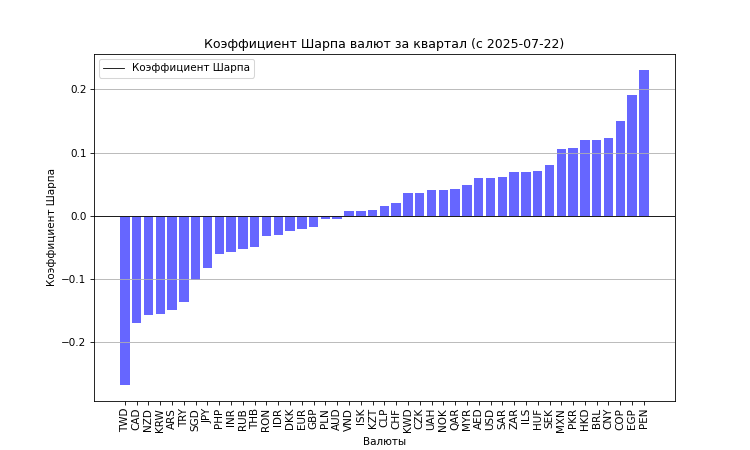 Коэффициент Шарпа валют за квартал (с 2025-07-22)
Коэффициент Шарпа
Коэффициент Шарпа
0.2
0.1
0.0
−0.1
−0.2
TWD
CAD
NZD
KRW
ARS
TRY
SGD
JPY
PHP
INR
RUB
THB
RON
IDR
DKK
EUR
GBP
PLN
AUD
VND
ISK
KZT
CLP
CHF
KWD
CZK
UAH
NOK
QAR
MYR
AED
USD
SAR
ZAR
ILS
HUF
SEK
MXN
PKR
HKD
BRL
CNY
COP
EGP
PEN
Валюты